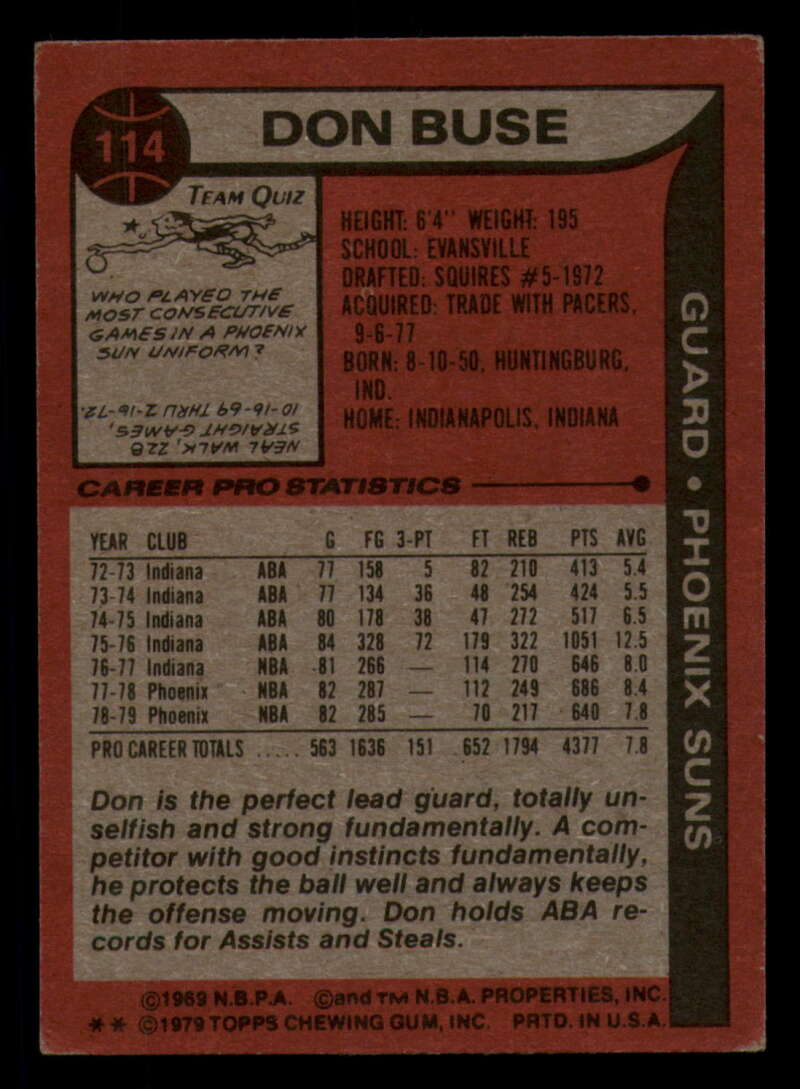 114
DON BUSE
TEAM QUIZ
WHO PLAYED THE
MOST CONSECUTIVE
GAMES IN A PHOENIX
SUN UNIFORM?
NEAL WALK, 228
STRAIGHT GAMES,
10-16-69 THRU 2-16-72.
HEIGHT: 6'4" WEIGHT: 195
SCHOOL: EVANSVILLE
DRAFTED: SQUIRES #5-1972
ACQUIRED: TRADE WITH PACERS,
9-6-77
BORN: 8-10-50, HUNTINGBURG,
IND.
HOME: INDIANAPOLIS, INDIANA
GUARD • PHOENIX SUNS
CAREER PRO STATISTICS
YEAR CLUB G FG 3-PT FT REB PTS AVG
72-73 Indiana ABA 77 158 5 82 210 413 5.4
73-74 Indiana ABA 77 134 36 48 254 424 5.5
74-75 Indiana ABA 80 178 38 47 272 517 6.5
75-76 Indiana ABA 84 328 72 179 322 1051 12.5
76-77 Indiana NBA 81 266 — 114 270 646 8.0
77-78 Phoenix NBA 82 287 — 112 249 686 8.4
78-79 Phoenix NBA 82 285 — 70 217 640 7.8
PRO CAREER TOTALS ..... 563 1636 151 652 1794 4377 7.8
Don is the perfect lead guard, totally un-
selfish and strong fundamentally. A com-
petitor with good instincts fundamentally,
he protects the ball well and always keeps
the offense moving. Don holds ABA re-
cords for Assists and Steals.
©1969 N.B.P.A. ©and TM N.B.A. PROPERTIES, INC.
** ©1979 TOPPS CHEWING GUM, INC. PRTD. IN U.S.A.